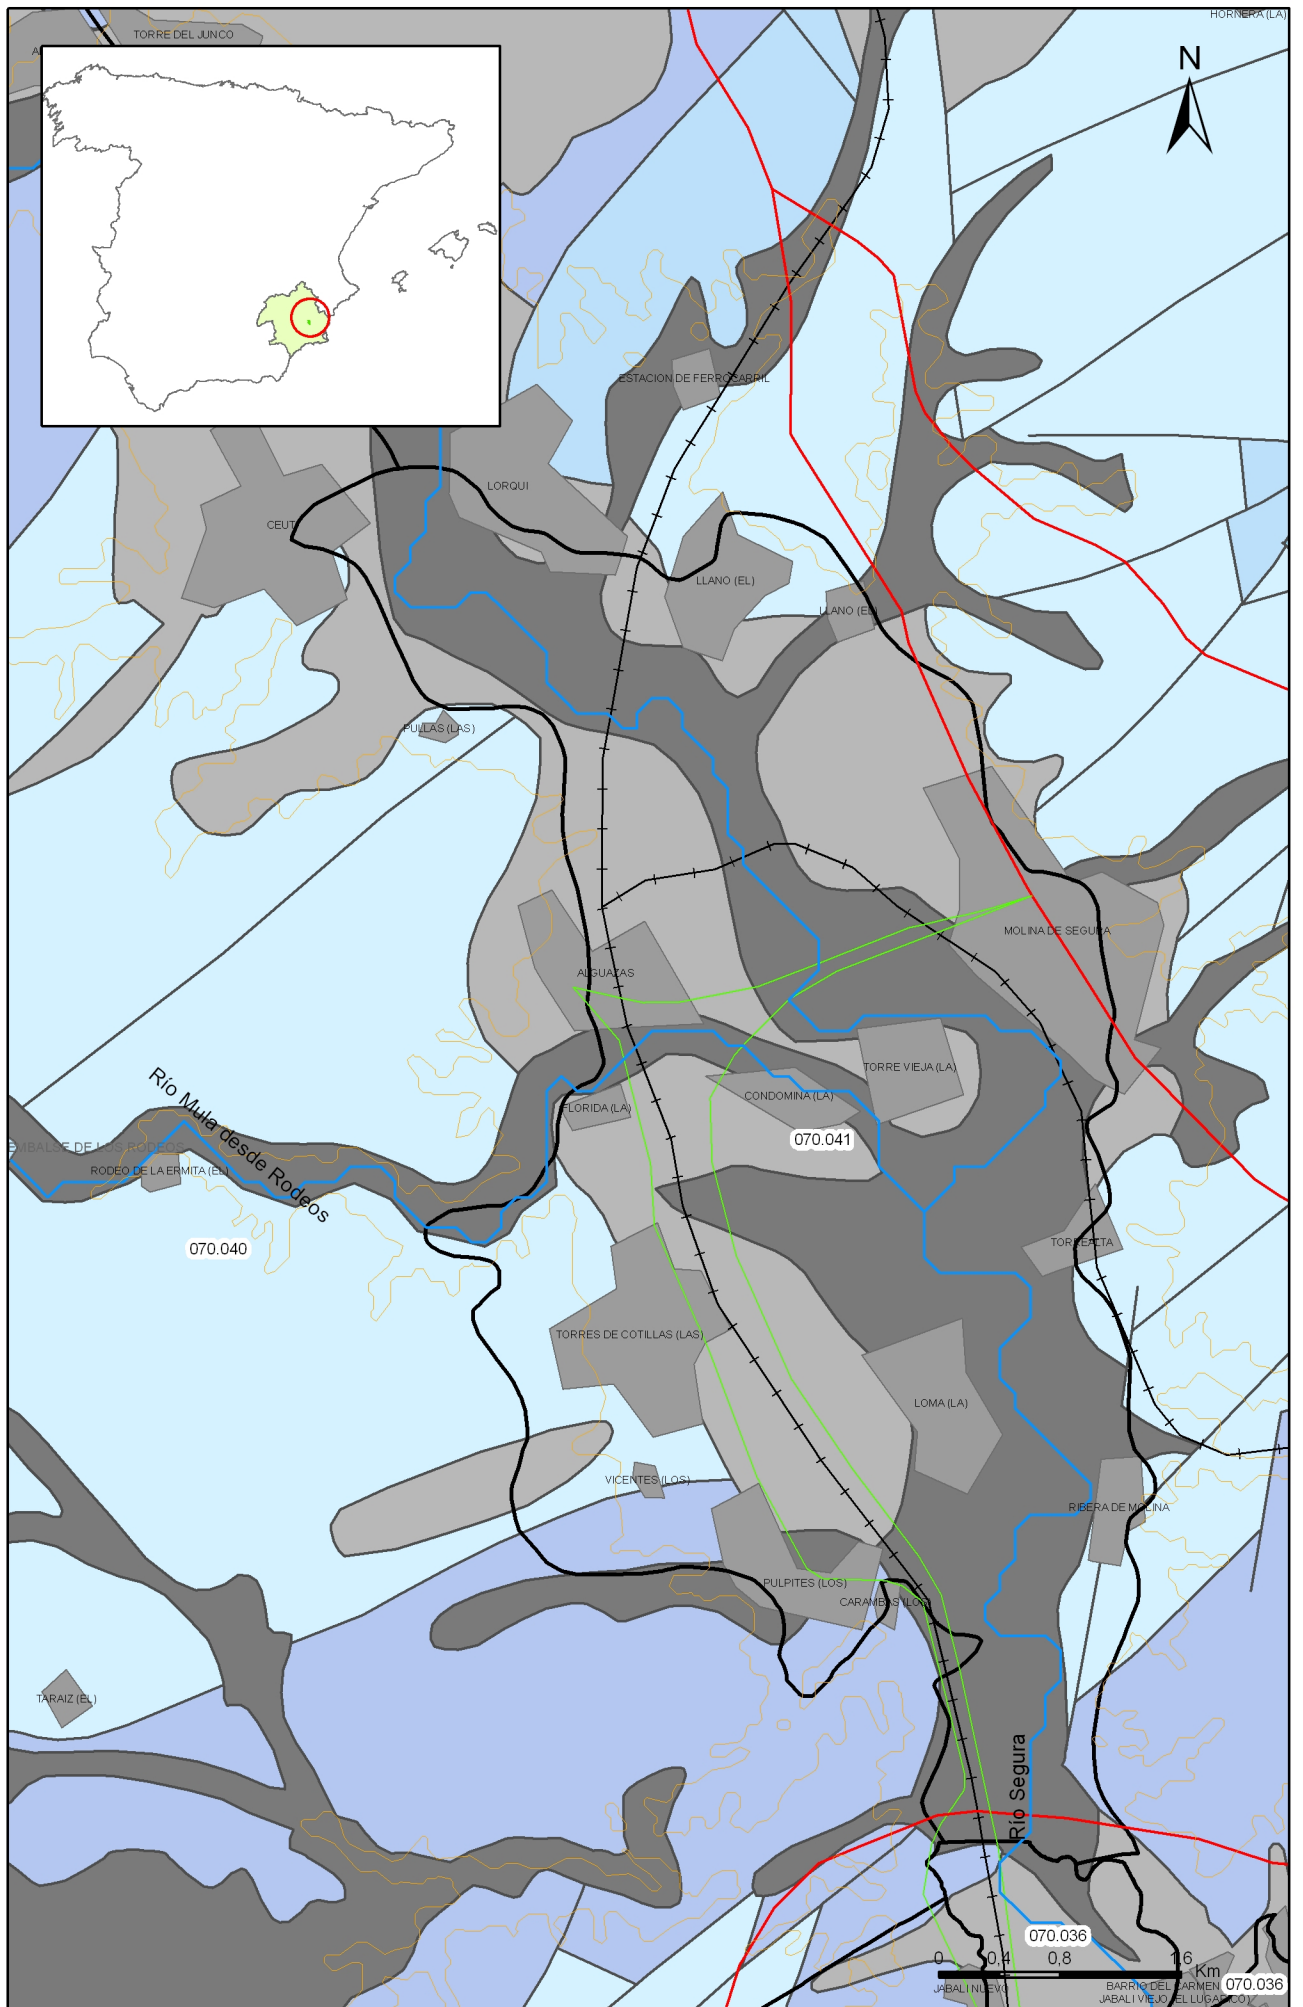 HORNERA (LA)
TORRE DEL JUNCO
N
ESTACION DE FERROCARRIL
LORQUI
CEUTI
LLANO (EL)
LLANO (EL)
PULLAS (LAS)
MOLINA DE SEGURA
ALGUAZAS
TORRE VIEJA (LA)
CONDOMINA (LA)
FLORIDA (LA)
070.041
Río Mula desde Rodeos
EMBALSE DE LOS RODEOS
RODEO DE LA ERMITA (EL)
070.040
TORREALTA
TORRES DE COTILLAS (LAS)
LOMA (LA)
VICENTES (LOS)
RIBERA DE MOLINA
PULPITES (LOS)
CARAMBAS (LOS)
TARAIZ (EL)
Río Segura
070.036
0 0,4 0,8 1,6
Km
JABALI NUEVO
BARRIO DEL CARMEN
070.036
JABALI VIEJO (EL LUGARICO)